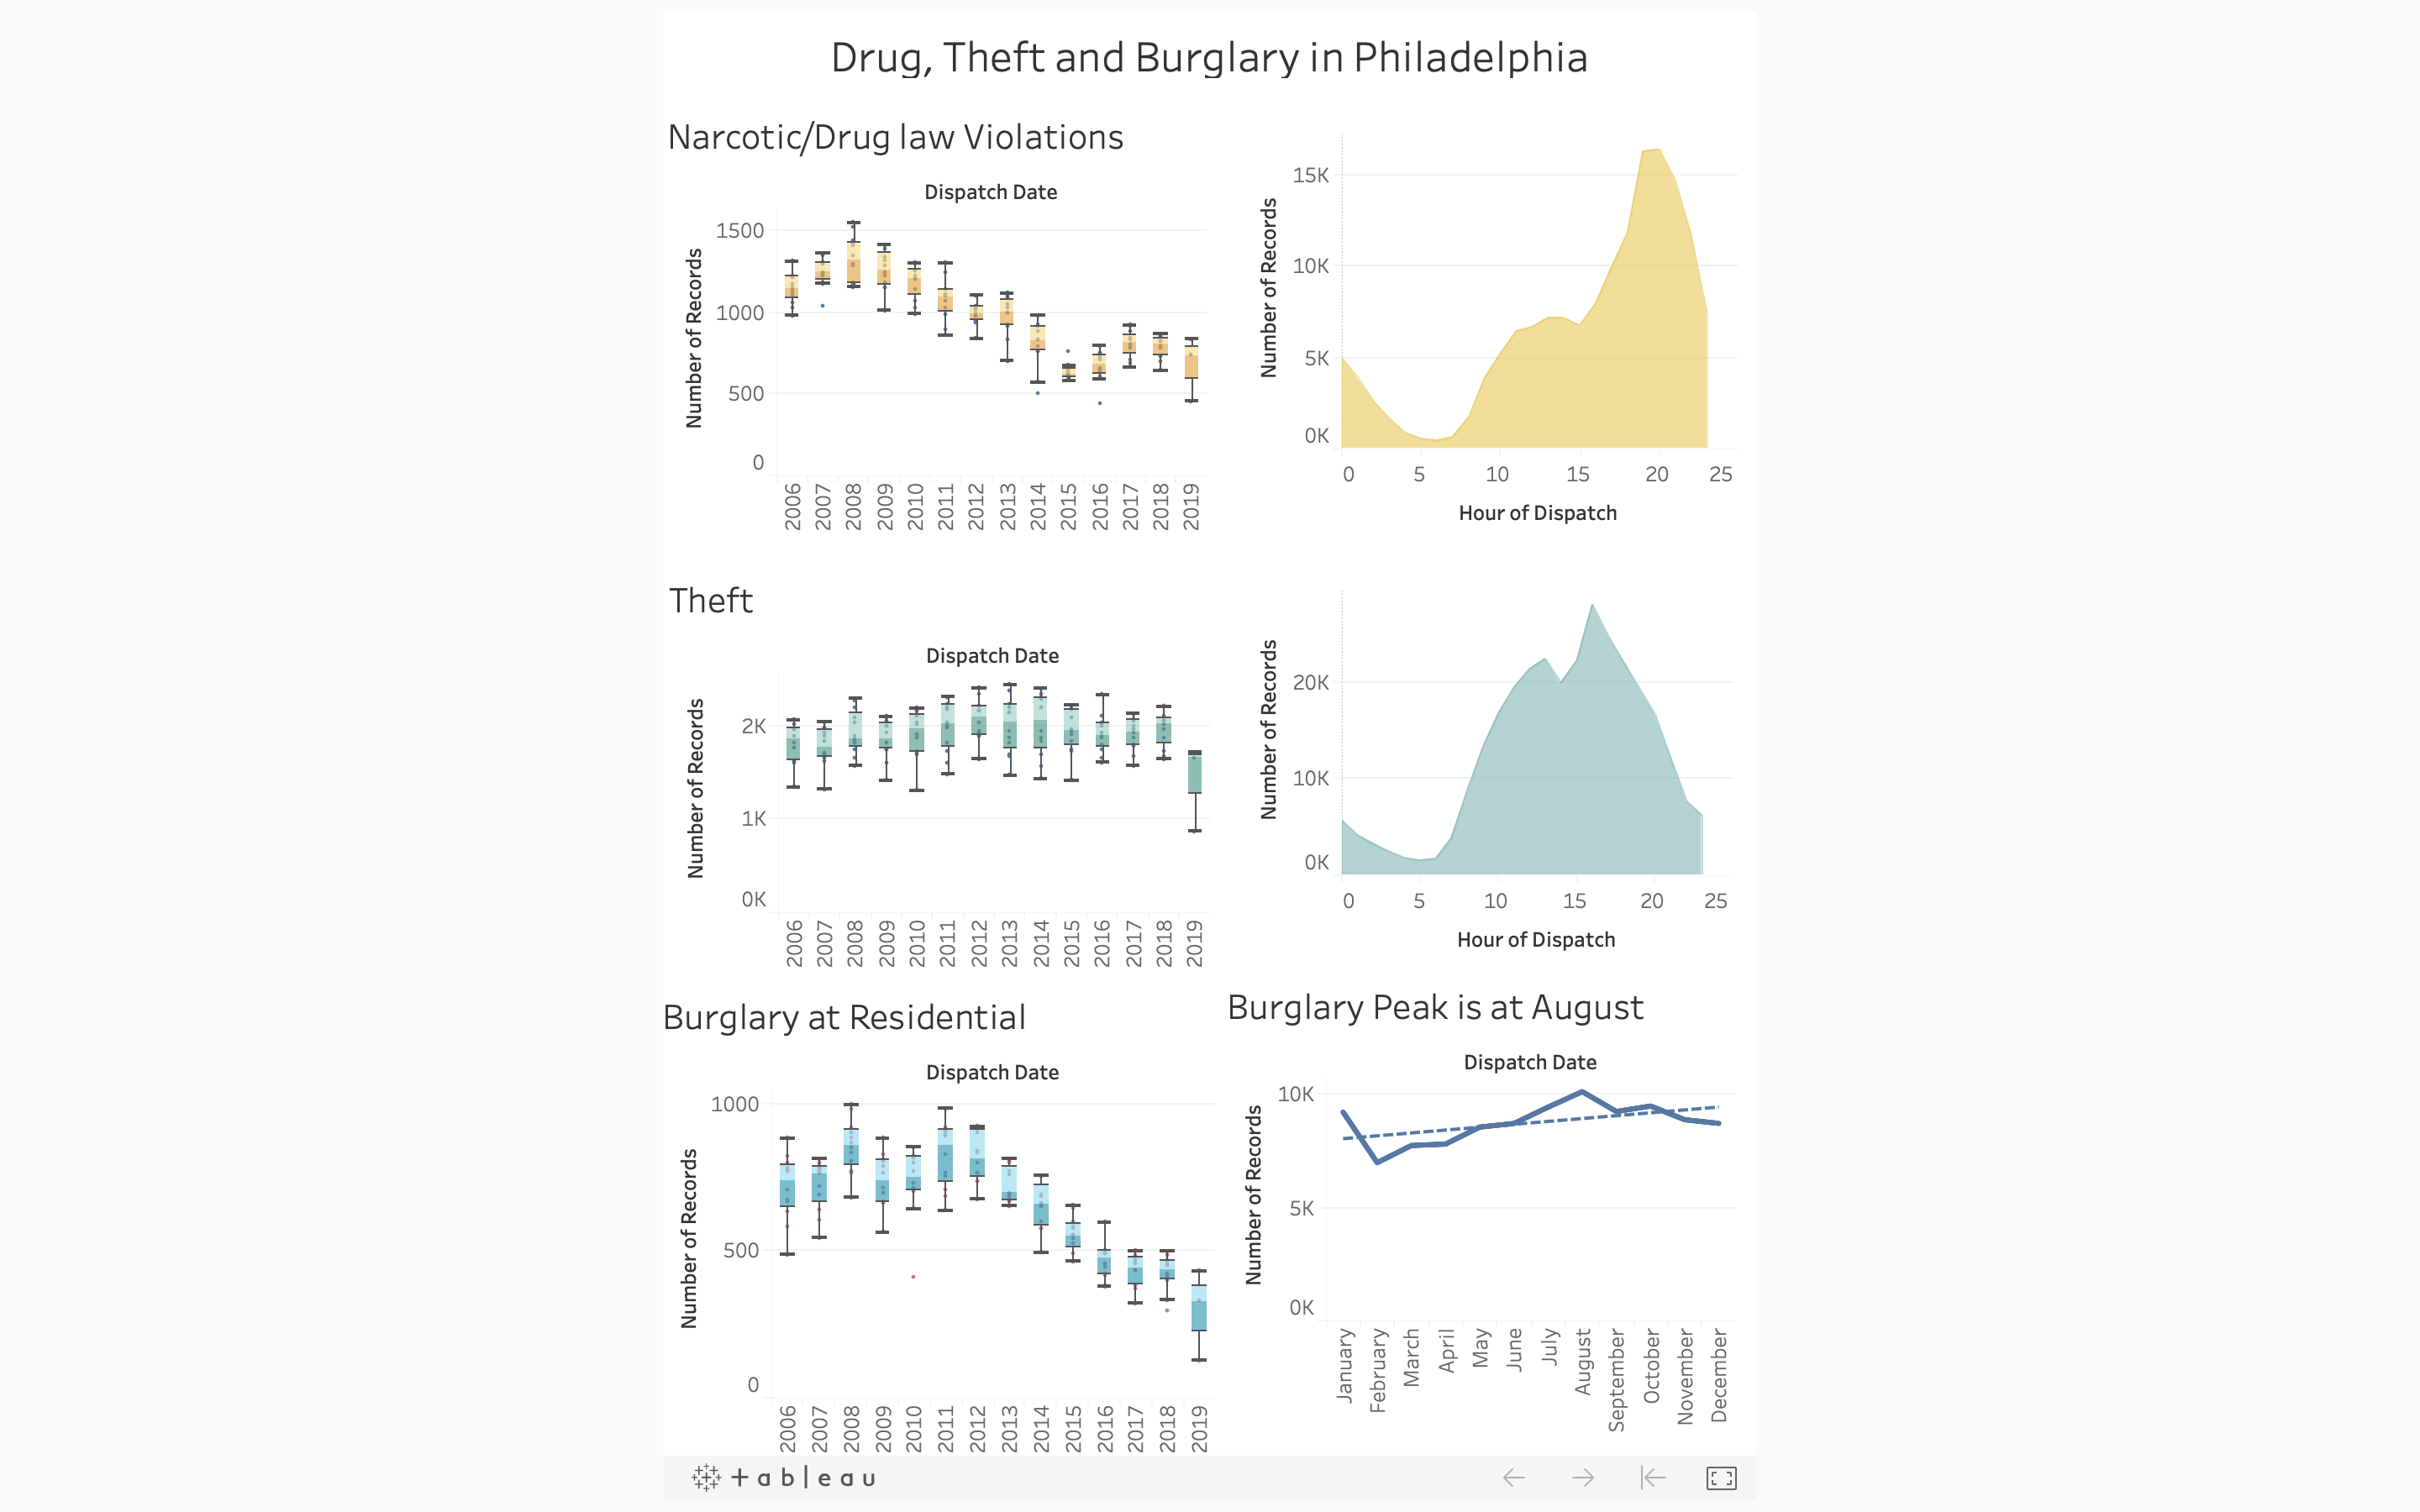 Drug, Theft and Burglary in Philadelphia
Narcotic/Drug law Violations
Dispatch Date
Number of Records
1500
1000
500
0
2006 2007 2008 2009 2010 2011 2012 2013 2014 2015 2016 2017 2018 2019
Number of Records
15K
10K
5K
0K
0 5 10 15 20 25
Hour of Dispatch
Theft
Dispatch Date
Number of Records
2K
1K
0K
2006 2007 2008 2009 2010 2011 2012 2013 2014 2015 2016 2017 2018 2019
Number of Records
20K
10K
0K
0 5 10 15 20 25
Hour of Dispatch
Burglary at Residential
Dispatch Date
Number of Records
1000
500
0
2006 2007 2008 2009 2010 2011 2012 2013 2014 2015 2016 2017 2018 2019
Burglary Peak is at August
Dispatch Date
Number of Records
10K
5K
0K
January February March April May June July August September October November December
+ableau